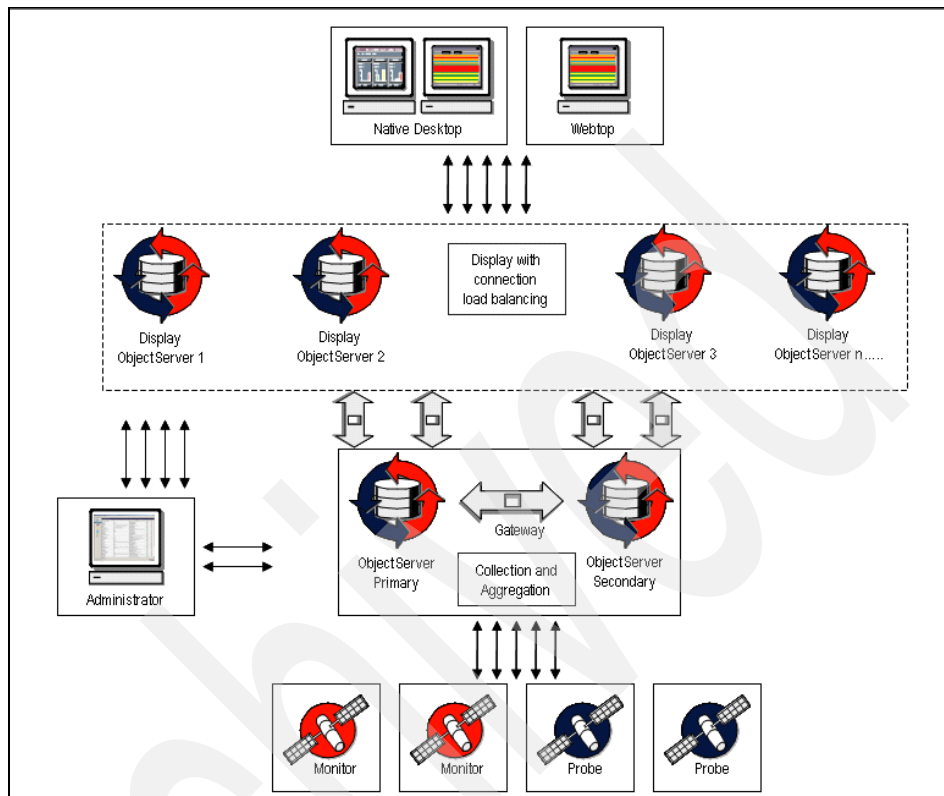 Native Desktop
Webtop
Display
ObjectServer 1
Display
ObjectServer 2
Display with
connection
load balancing
Display
ObjectServer 3
Display
ObjectServer n.....
Administrator
ObjectServer
Primary
Gateway
Collection and
Aggregation
ObjectServer
Secondary
Monitor
Monitor
Probe
Probe
hived